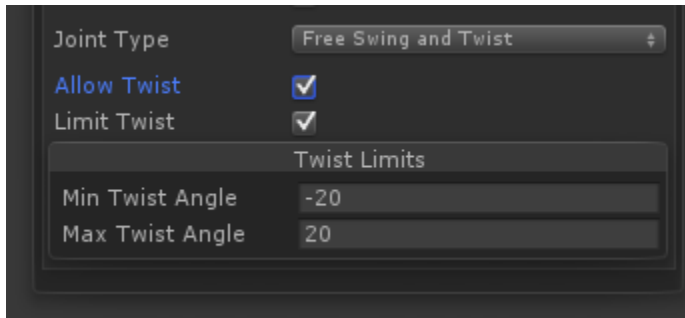 Joint Type Free Swing and Twist
Allow Twist
Limit Twist
Twist Limits
Min Twist Angle -20
Max Twist Angle 20